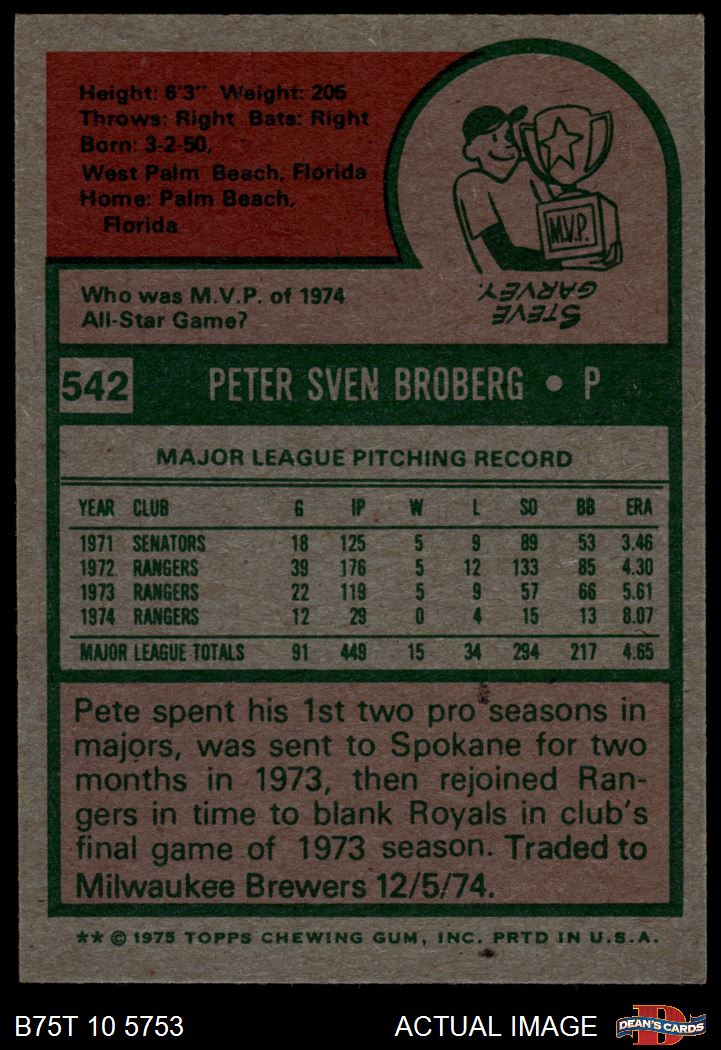 Height: 6'3" Weight: 205
Throws: Right Bats: Right
Born: 3-2-50,
West Palm Beach, Florida
Home: Palm Beach,
Florida
M.V.P.
STEVE
GARVEY.
Who was M.V.P. of 1974
All-Star Game?
542 PETER SVEN BROBERG • P
MAJOR LEAGUE PITCHING RECORD
YEAR CLUB G IP W L SO BB ERA
1971 SENATORS 18 125 5 9 89 53 3.46
1972 RANGERS 39 176 5 12 133 85 4.30
1973 RANGERS 22 119 5 9 57 66 5.61
1974 RANGERS 12 29 0 4 15 13 8.07
MAJOR LEAGUE TOTALS 91 449 15 34 294 217 4.65
Pete spent his 1st two pro seasons in
majors, was sent to Spokane for two
months in 1973, then rejoined Ran-
gers in time to blank Royals in club's
final game of 1973 season. Traded to
Milwaukee Brewers 12/5/74.
** © 1975 TOPPS CHEWING GUM, INC. PRTD IN U.S.A.
B75T 10 5753 ACTUAL IMAGE D DEAN'S CARDS